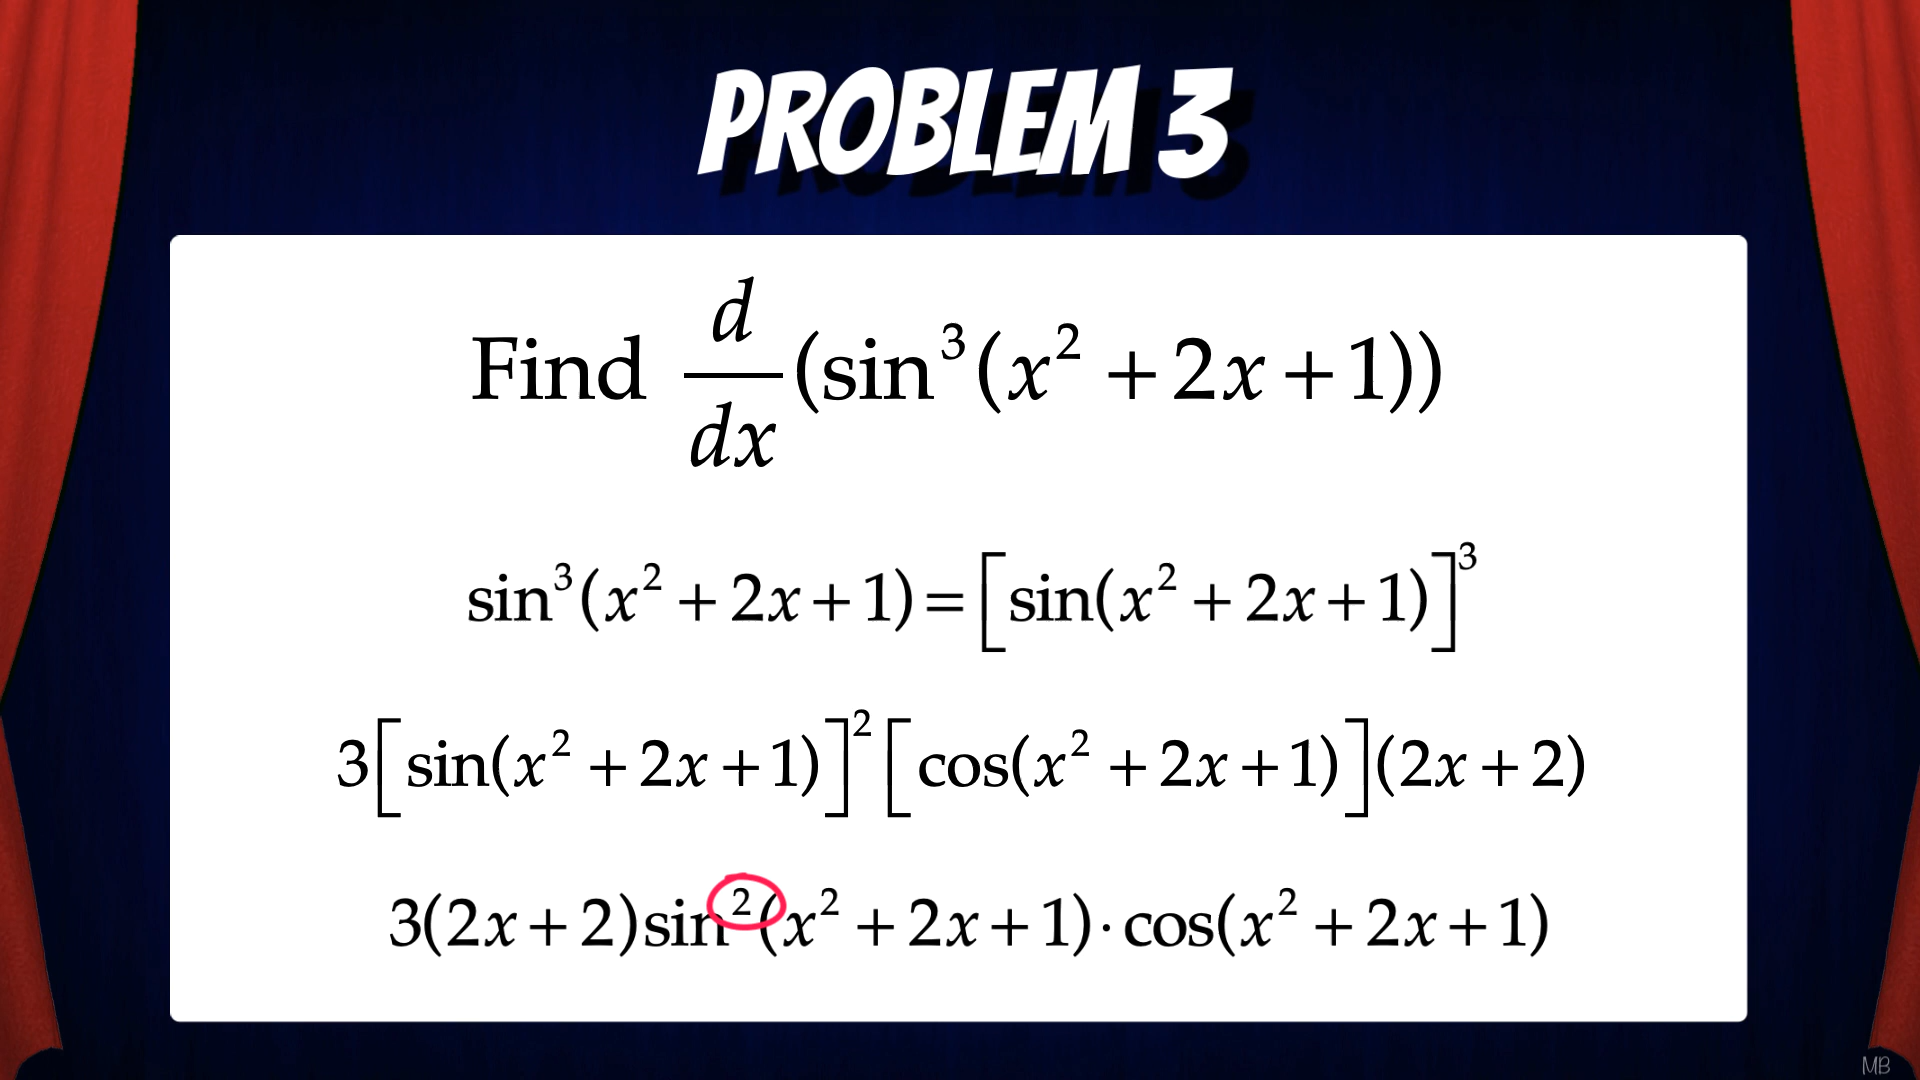 PROBLEM 3
Find d/dx (sin³(x² + 2x + 1))
sin³(x² + 2x + 1) = [sin(x² + 2x + 1)]³
3[sin(x² + 2x + 1)]² [cos(x² + 2x + 1)](2x + 2)
3(2x + 2)sin²(x² + 2x + 1) · cos(x² + 2x + 1)
MB